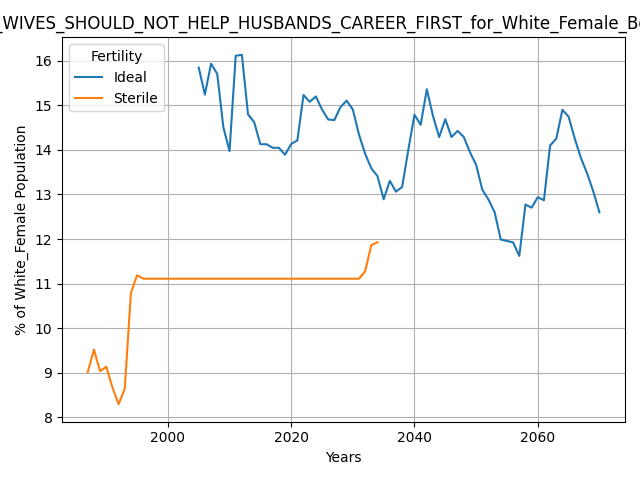 _WIVES_SHOULD_NOT_HELP_HUSBANDS_CAREER_FIRST_for_White_Female_B
Fertility
Ideal
Sterile
% of White_Female Population
16
15
14
13
12
11
10
9
8
2000 2020 2040 2060
Years